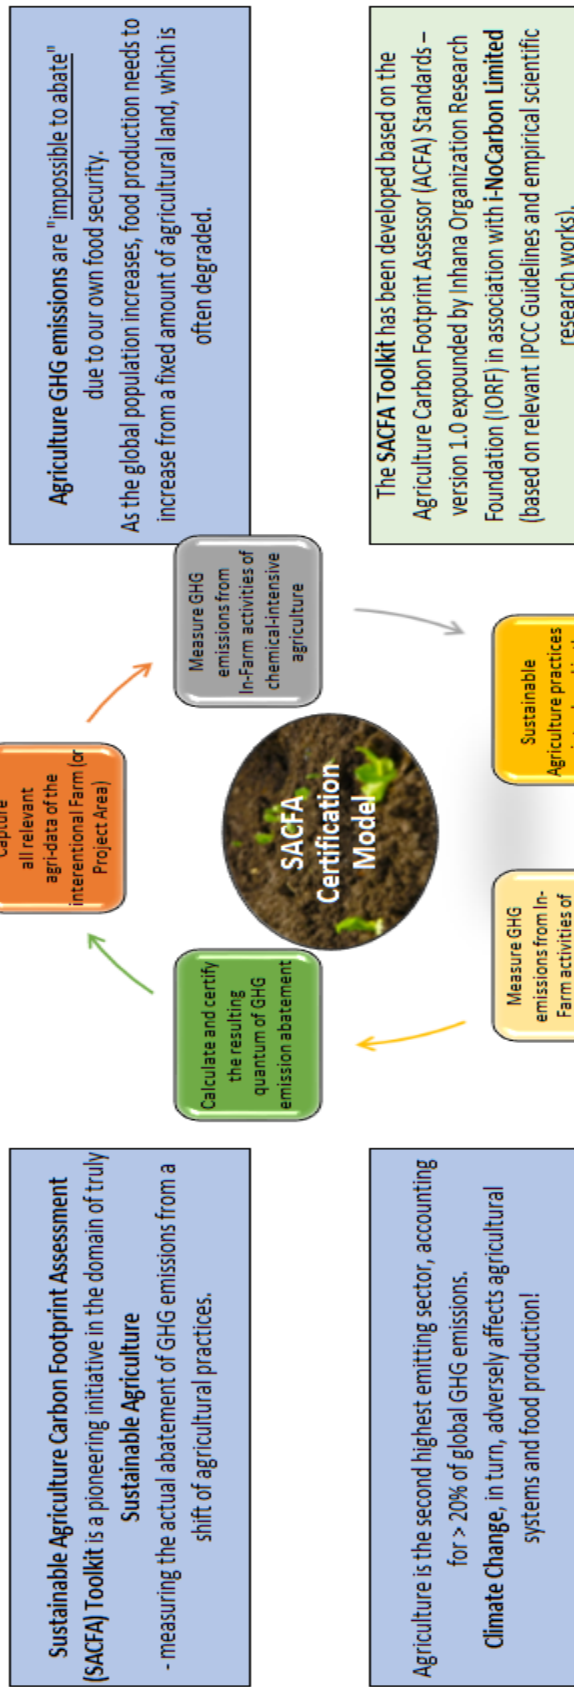 Sustainable Agriculture Carbon Footprint Assessment
(SACFA) Toolkit is a pioneering initiative in the domain of truly
Sustainable Agriculture
- measuring the actual abatement of GHG emissions from a
shift of agricultural practices.
Capture
all relevant
agri-data of the
interentional Farm (or
Project Area)
Agriculture GHG emissions are "impossible to abate"
due to our own food security.
As the global population increases, food production needs to
increase from a fixed amount of agricultural land, which is
often degraded.
Calculate and certify
the resulting
quantum of GHG
emission abatement
SACFA
Certification
Model
Measure GHG
emissions from
In-Farm activities of
chemical-intensive
agriculture
Agriculture is the second highest emitting sector, accounting
for > 20% of global GHG emissions.
Climate Change, in turn, adversely affects agricultural
systems and food production!
Measure GHG
emissions from In-
Farm activities of
Sustainable
Agriculture practices
The SACFA Toolkit has been developed based on the
Agriculture Carbon Footprint Assessor (ACFA) Standards –
version 1.0 expounded by Inhana Organization Research
Foundation (IORF) in association with i-NoCarbon Limited
(based on relevant IPCC Guidelines and empirical scientific
research works).